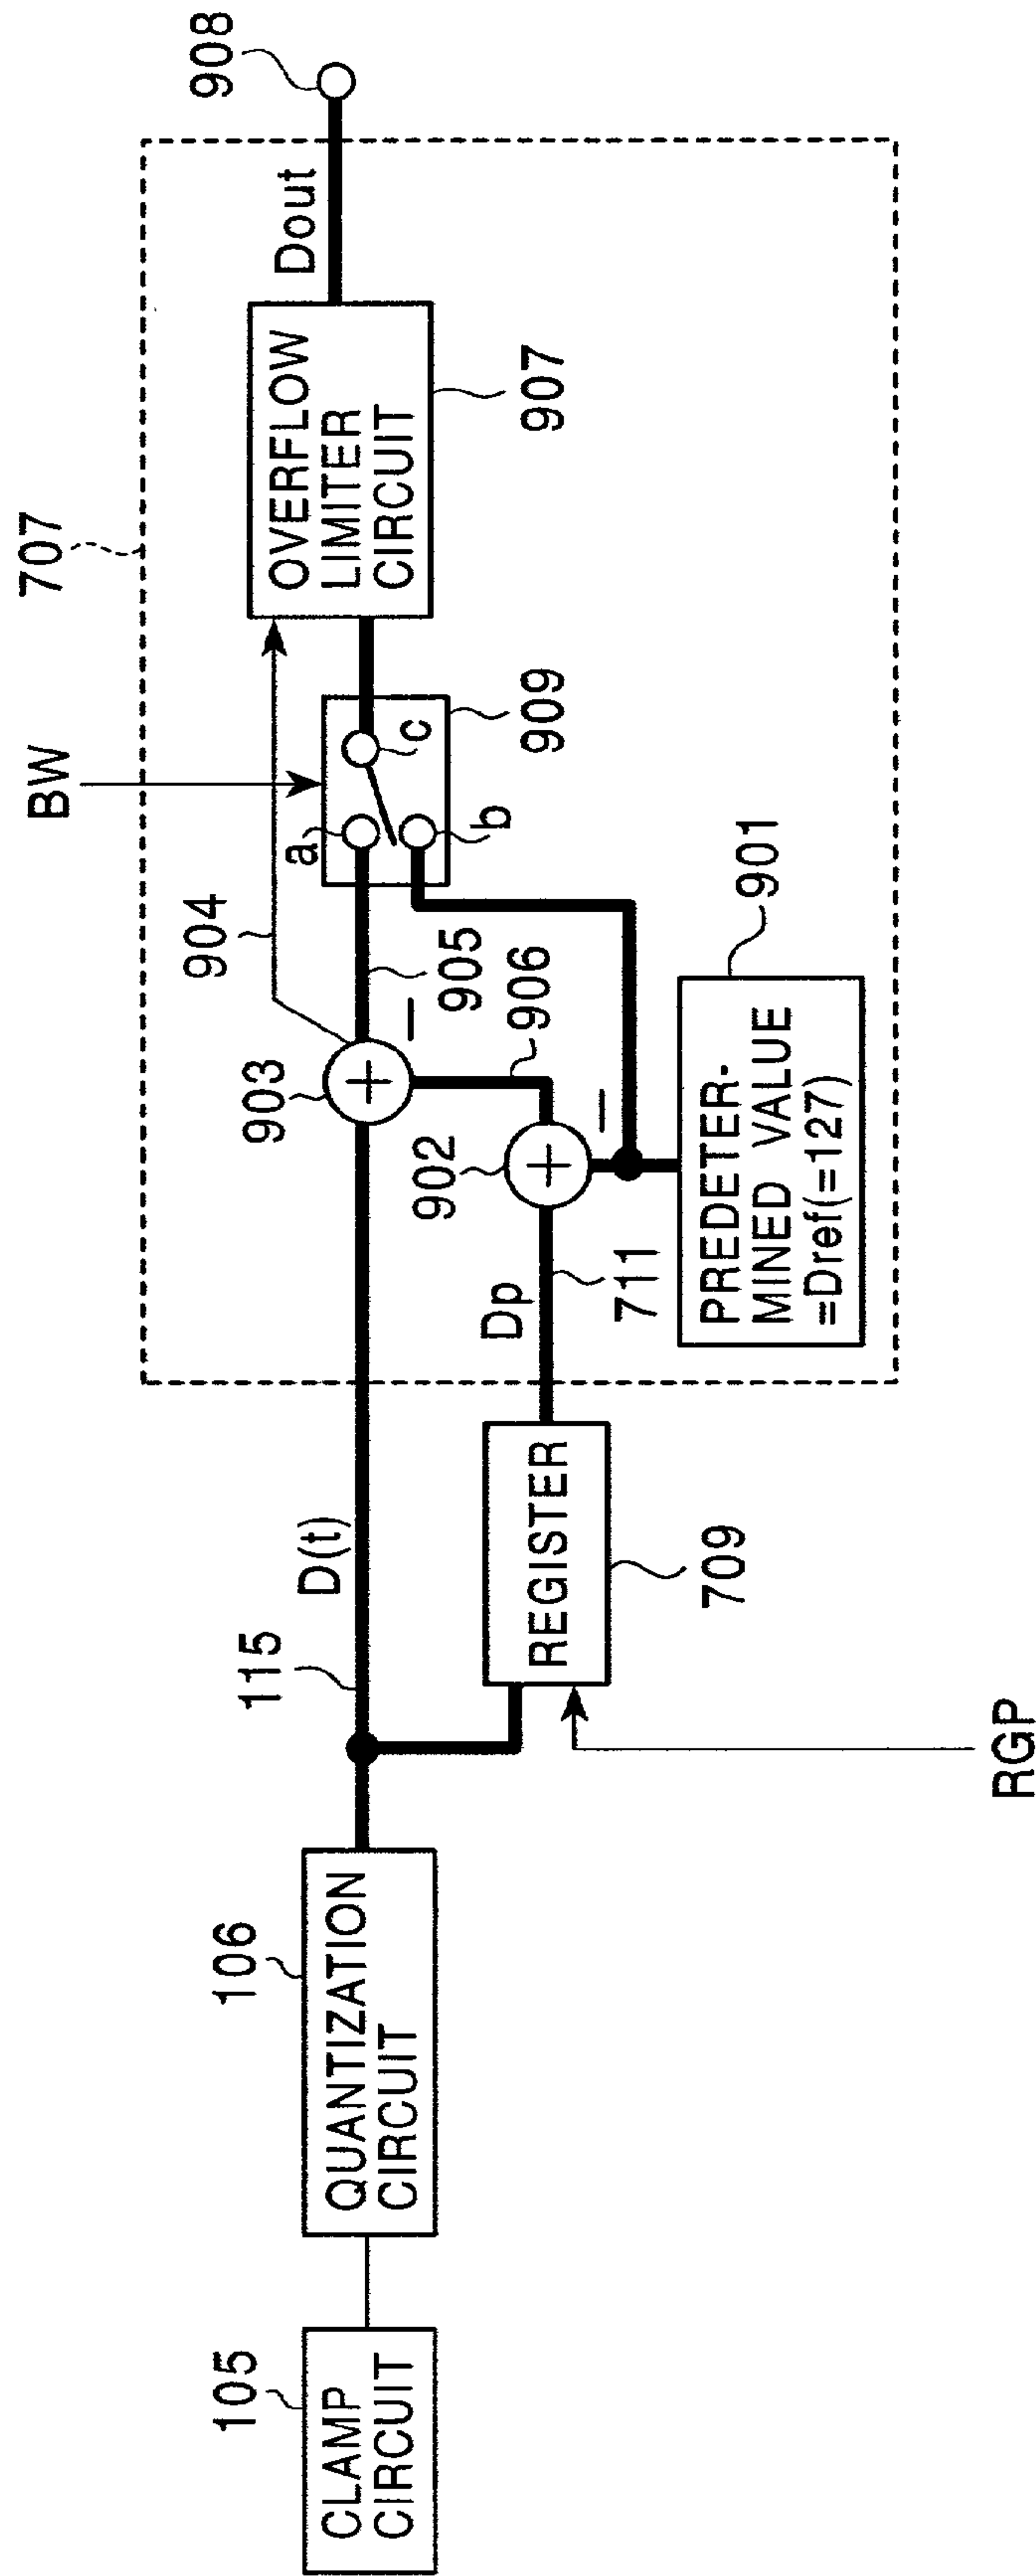 105
CLAMP
CIRCUIT
106
QUANTIZATION
CIRCUIT
115
D(t)
RGP
REGISTER
709
707
Dp
711
902
903
904
905
906
−
−
PREDETER-
MINED VALUE
=Dref(=127)
901
BW
a
b
c
909
OVERFLOW
LIMITER
CIRCUIT
907
Dout
908